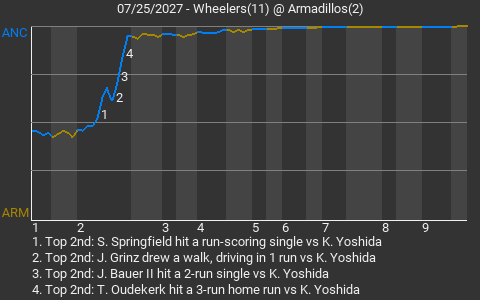 07/25/2027 - Wheelers(11) @ Armadillos(2)
ANC
4
3
2
1
ARM
1 2 3 4 5 6 7 8 9
1. Top 2nd: S. Springfield hit a run-scoring single vs K. Yoshida
2. Top 2nd: J. Grinz drew a walk, driving in 1 run vs K. Yoshida
3. Top 2nd: J. Bauer II hit a 2-run single vs K. Yoshida
4. Top 2nd: T. Oudekerk hit a 3-run home run vs K. Yoshida